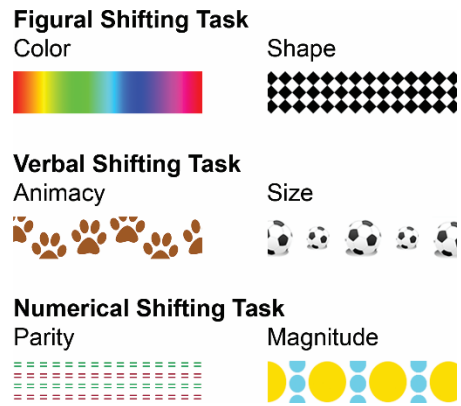 Figural Shifting Task
Color Shape
Verbal Shifting Task
Animacy Size
Numerical Shifting Task
Parity Magnitude